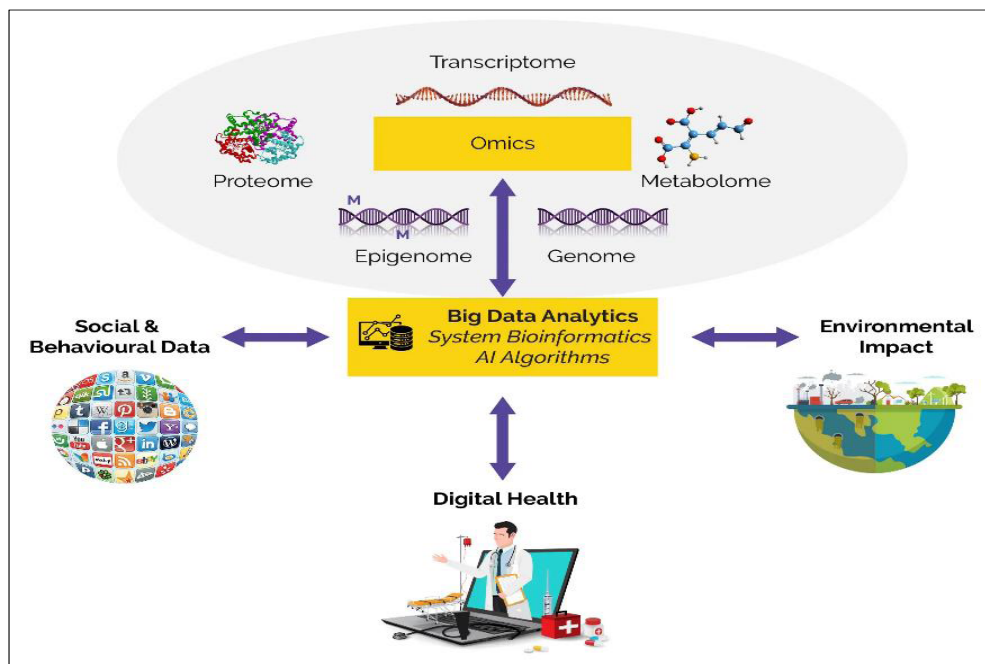 Transcriptome
Omics
Proteome
Metabolome
M
M
Epigenome
Genome
Big Data Analytics
System Bioinformatics
AI Algorithms
Social &
Behavioural Data
Environmental
Impact
Digital Health